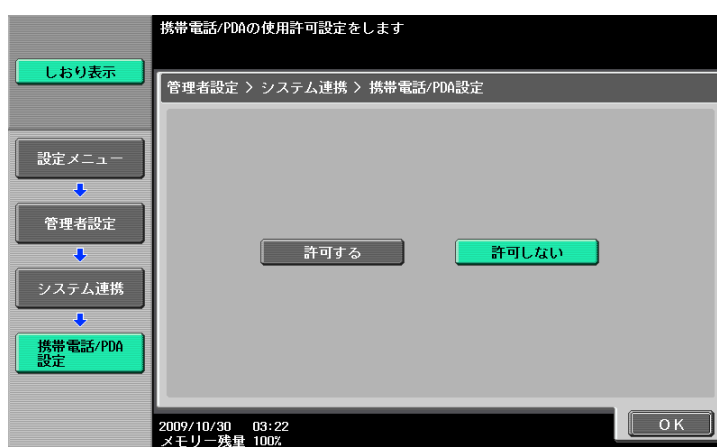 携帯電話/PDAの使用許可設定をします
しおり表示
管理者設定 > システム連携 > 携帯電話/PDA設定
設定メニュー
管理者設定
システム連携
携帯電話/PDA
設定
許可する
許可しない
2009/10/30 03:22
メモリー残量 100%
OK